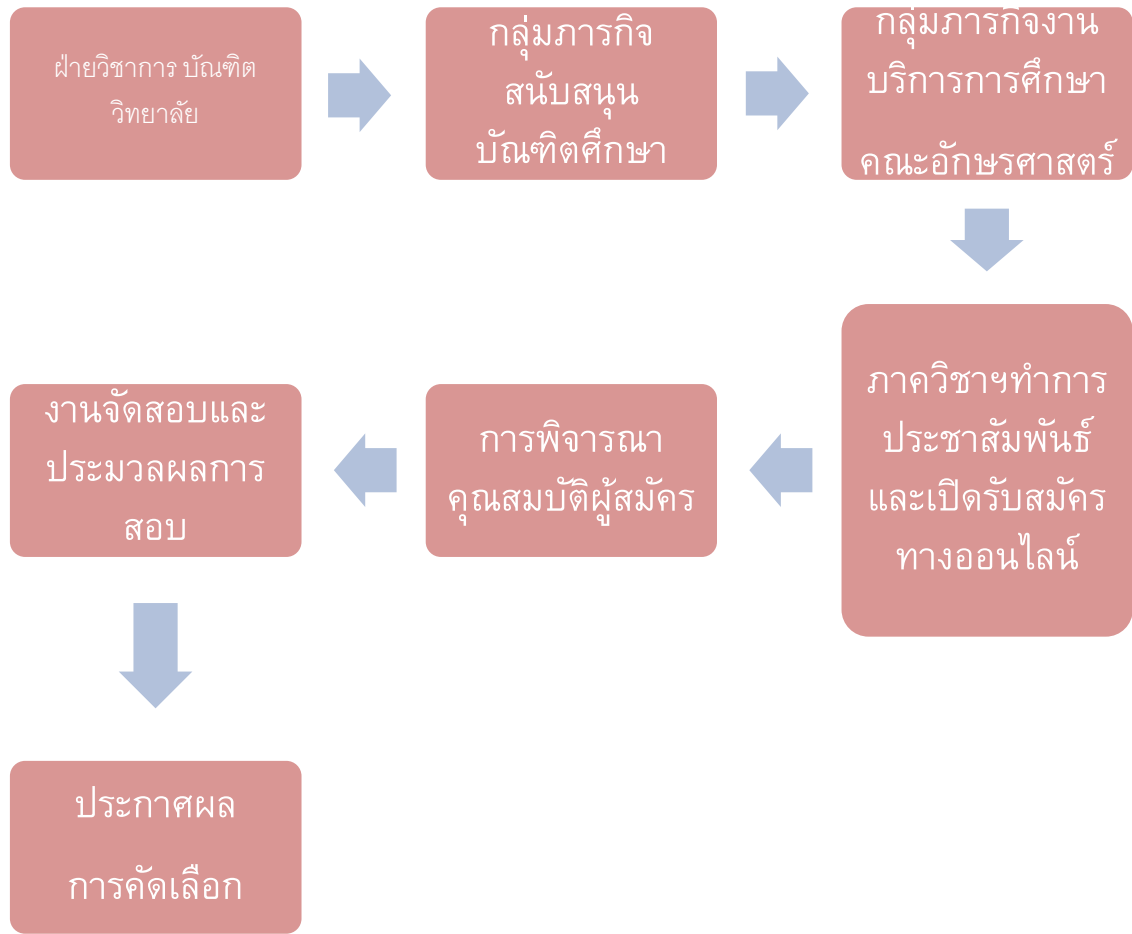 ฝ่ายวิชาการ บัณฑิต
วิทยาลัย
กลุ่มภารกิจ
สนับสนุน
บัณฑิตศึกษา
กลุ่มภารกิจงาน
บริการการศึกษา
คณะอักษรศาสตร์
ภาควิชาฯทำการ
ประชาสัมพันธ์
และเปิดรับสมัคร
ทางออนไลน์
การพิจารณา
คุณสมบัติผู้สมัคร
งานจัดสอบและ
ประมวลผลการ
สอบ
ประกาศผล
การคัดเลือก